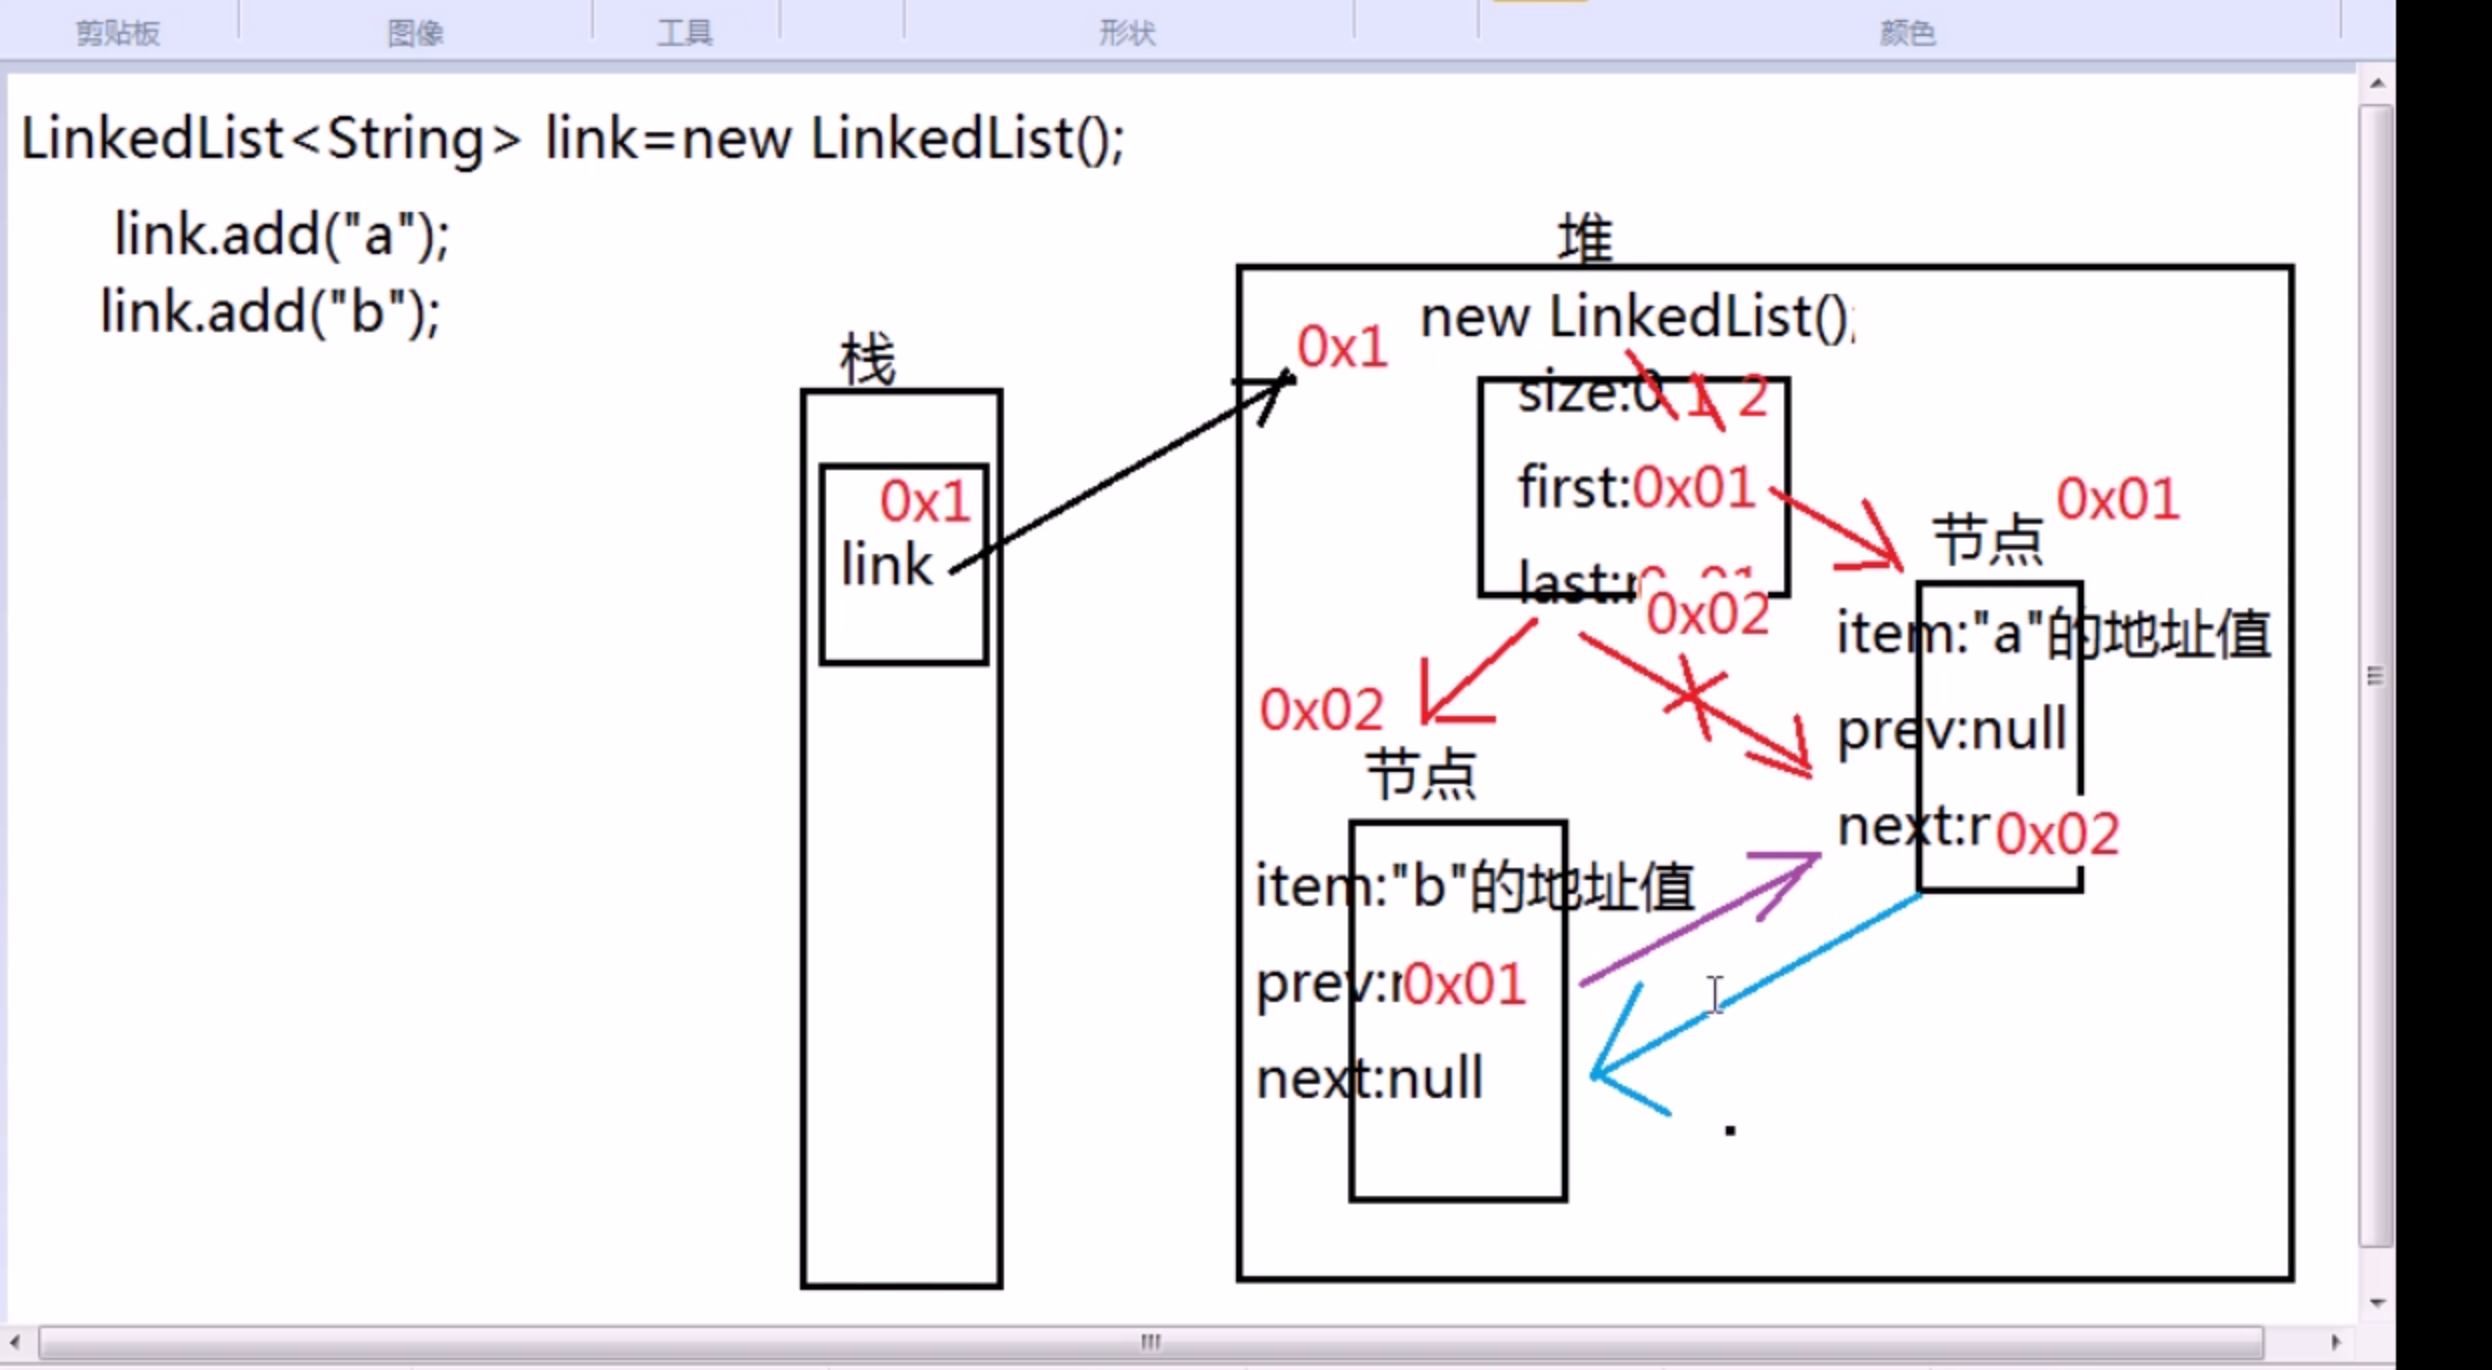 剪贴板 图像 工具 形状 颜色
LinkedList<String> link=new LinkedList();
link.add("a");
link.add("b");
栈
0x1
link
堆
0x1
new LinkedList();
size:0 1 2
first:0x01
last:
0x02
0x01
节点
item:"a"的地址值
prev:null
next:r 0x02
0x02
节点
item:"b"的地址值
prev:r0x01
next:null
.